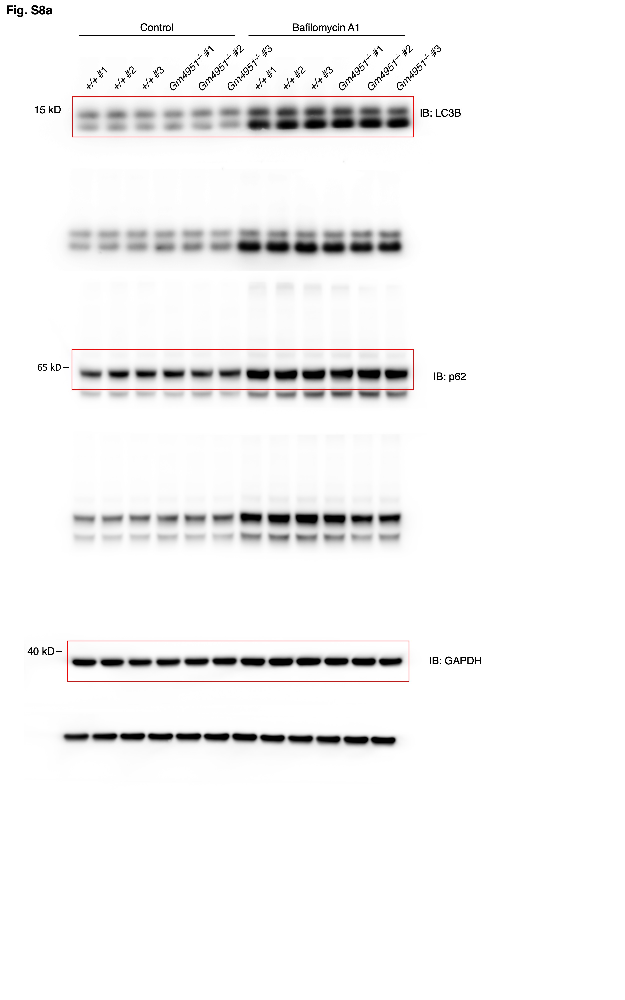 Fig. S8a
Control Bafilomycin A1
+/+ #1 +/+ #2 +/+ #3 Gm4951-/- #1 Gm4951-/- #2 Gm4951-/- #3 +/+ #1 +/+ #2 +/+ #3 Gm4951-/- #1 Gm4951-/- #2 Gm4951-/- #3
15 kD IB: LC3B
65 kD IB: p62
40 kD IB: GAPDH